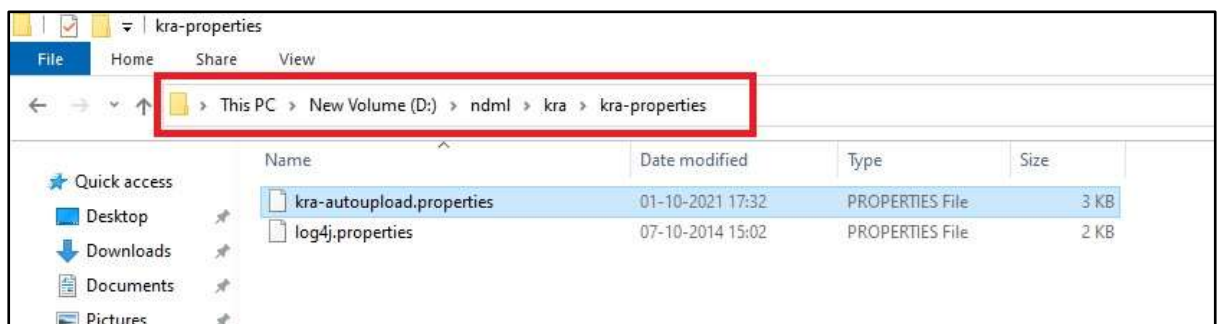 kra-properties
File Home Share View
This PC > New Volume (D:) > ndml > kra > kra-properties
Name Date modified Type Size
Quick access
kra-autoupload.properties 01-10-2021 17:32 PROPERTIES File 3 KB
Desktop
log4j.properties 07-10-2014 15:02 PROPERTIES File 2 KB
Downloads
Documents
Pictures